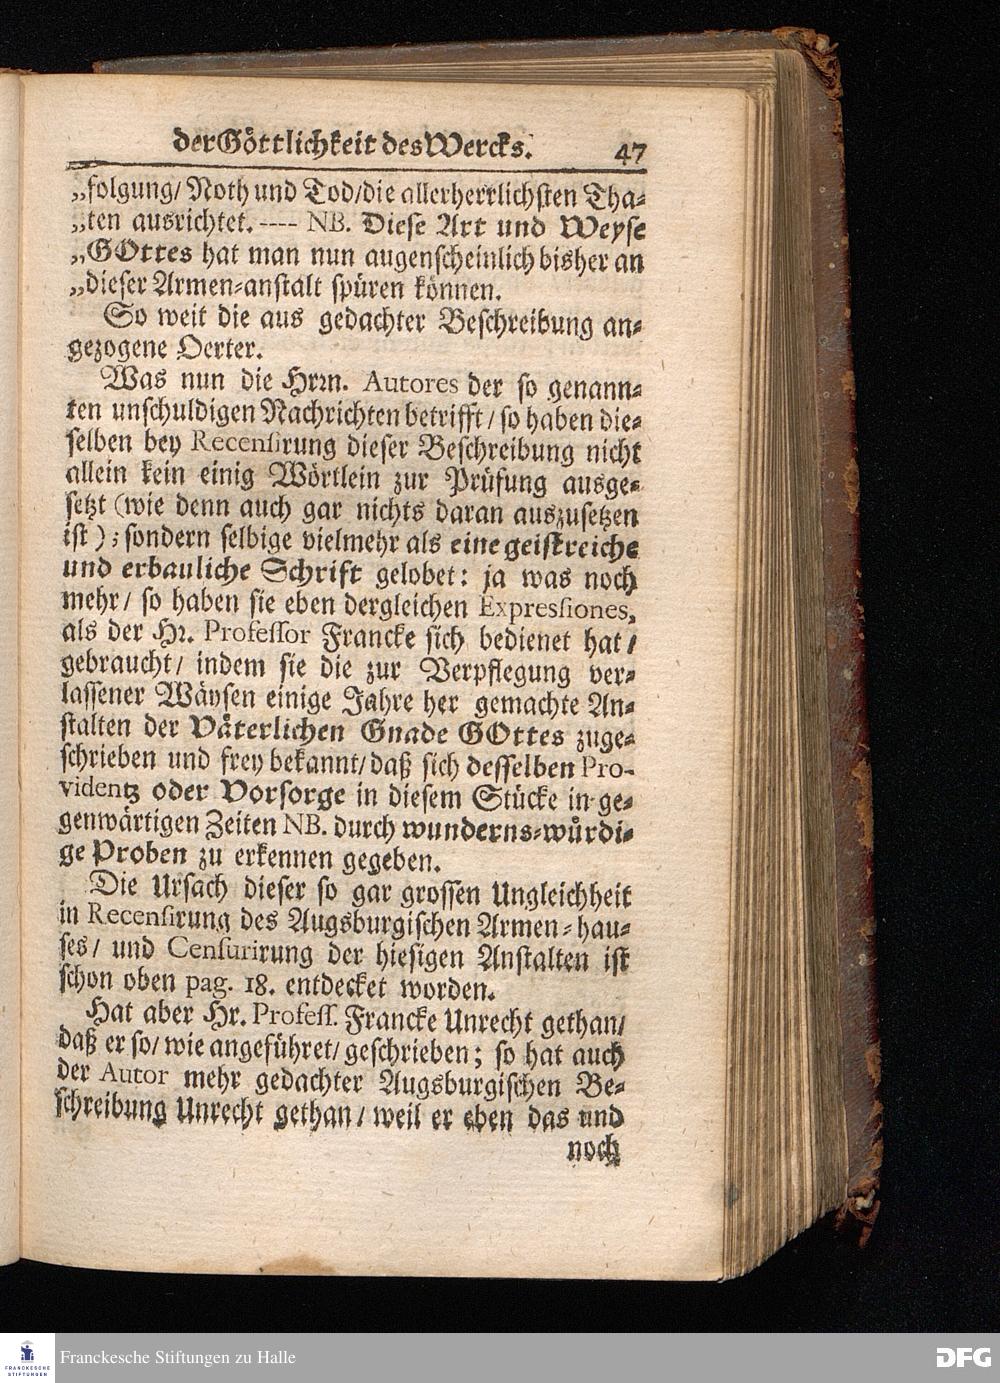 der Göttlichkeit des Wercks. 47
„folgung/ Noth und Tod/die allerherrlichsten Tha-
„ten ausrichtet. ---- NB. Diese Art und Weyse
„GOttes hat man nun augenscheinlich bisher an
„dieser Armen-anstalt spüren können.
So weit die aus gedachter Beschreibung an-
gezogene Oerter.
Was nun die Hrrn. Autores der so genann-
ten unschuldigen Nachrichten betrifft/ so haben die-
selben bey Recensirung dieser Beschreibung nicht
allein kein einig Wörtlein zur Prüfung ausge-
setzt (wie denn auch gar nichts daran auszusetzen
ist); sondern selbige vielmehr als eine geistreiche
und erbauliche Schrift gelobet: ja was noch
mehr/ so haben sie eben dergleichen Expressiones,
als der Hr. Professor Francke sich bedienet hat/
gebraucht/ indem sie die zur Verpflegung ver-
lassener Wäysen einige Jahre her gemachte An-
stalten der Väterlichen Gnade GOttes zuge-
schrieben und frey bekannt/ daß sich desselben Pro-
videntz oder Vorsorge in diesem Stücke in ge-
genwärtigen Zeiten NB. durch wunderns-würdi-
ge Proben zu erkennen gegeben.
Die Ursach dieser so gar grossen Ungleichheit
in Recensirung des Augsburgischen Armen-hau-
ses/ und Censurirung der hiesigen Anstalten ist
schon oben pag. 18. entdecket worden.
Hat aber Hr. Profess. Francke Unrecht gethan/
daß er so/ wie angeführet/ geschrieben; so hat auch
der Autor mehr gedachter Augsburgischen Be-
schreibung Unrecht gethan/ weil er eben das und
noch
FRANCKESCHE
STIFTUNGEN
Franckesche Stiftungen zu Halle
DFG